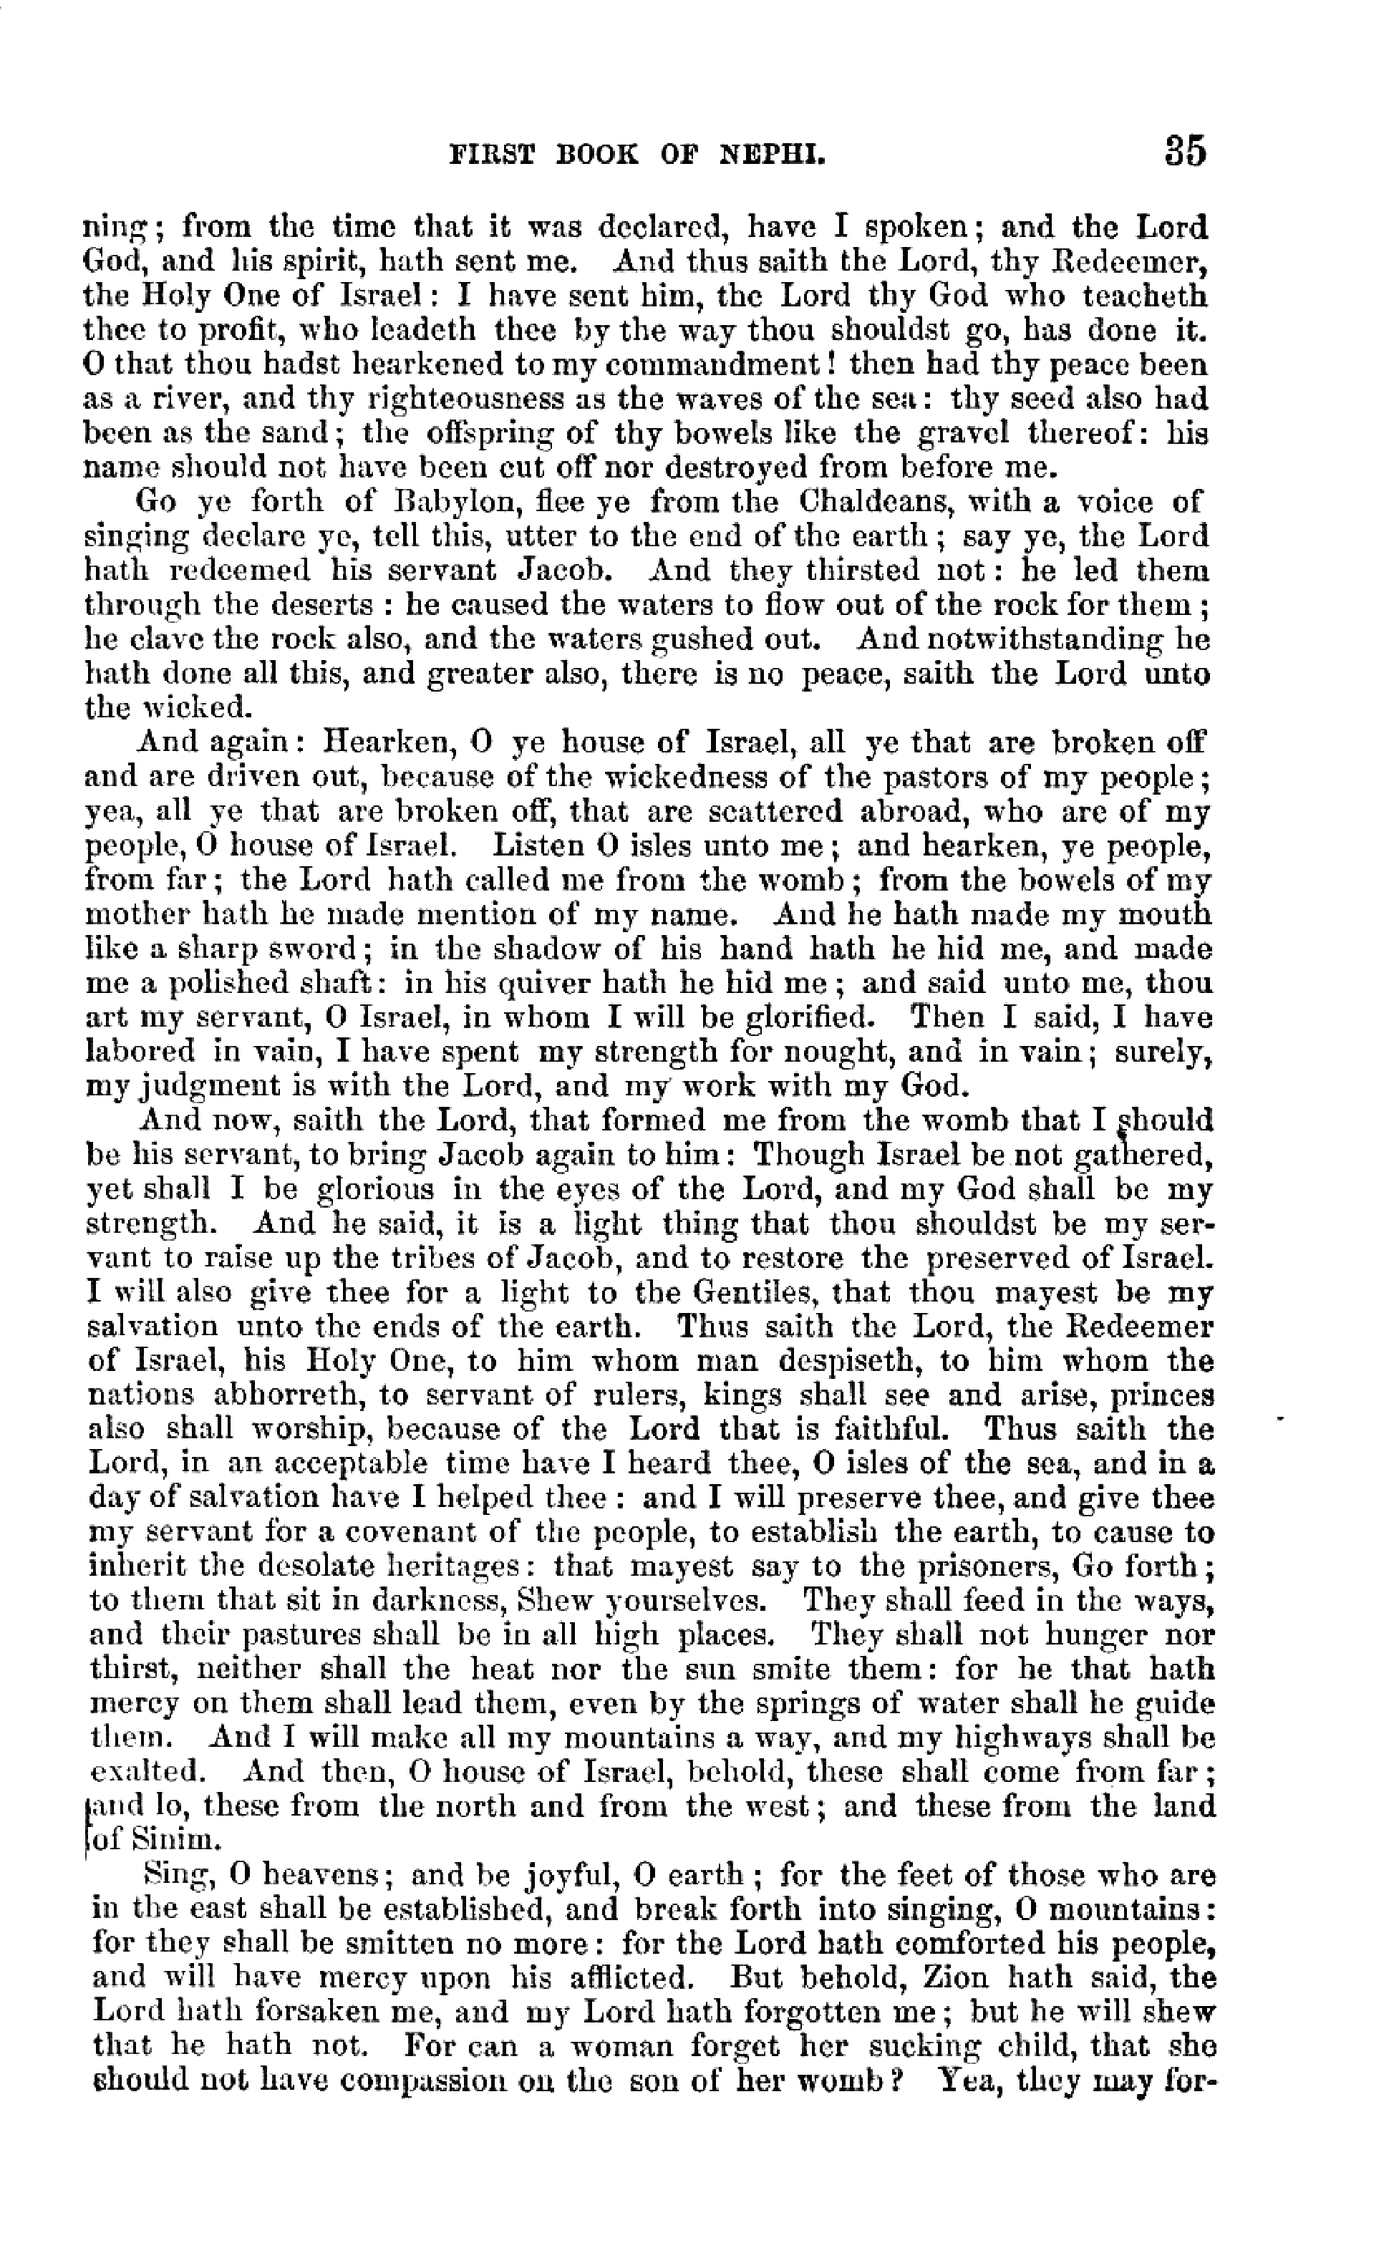 FIRST BOOK OF NEPHI. 35
ning; from the time that it was declared, have I spoken; and the Lord
God, and his spirit, hath sent me. And thus saith the Lord, thy Redeemer,
the Holy One of Israel: I have sent him, the Lord thy God who teacheth
thee to profit, who leadeth thee by the way thou shouldst go, has done it.
O that thou hadst hearkened to my commandment! then had thy peace been
as a river, and thy righteousness as the waves of the sea: thy seed also had
been as the sand; the offspring of thy bowels like the gravel thereof: his
name should not have been cut off nor destroyed from before me.
Go ye forth of Babylon, flee ye from the Chaldeans, with a voice of
singing declare ye, tell this, utter to the end of the earth; say ye, the Lord
hath redeemed his servant Jacob. And they thirsted not: he led them
through the deserts: he caused the waters to flow out of the rock for them;
he clave the rock also, and the waters gushed out. And notwithstanding he
hath done all this, and greater also, there is no peace, saith the Lord unto
the wicked.
And again: Hearken, O ye house of Israel, all ye that are broken off
and are driven out, because of the wickedness of the pastors of my people;
yea, all ye that are broken off, that are scattered abroad, who are of my
people, O house of Israel. Listen O isles unto me; and hearken, ye people,
from far; the Lord hath called me from the womb; from the bowels of my
mother hath he made mention of my name. And he hath made my mouth
like a sharp sword; in the shadow of his hand hath he hid me, and made
me a polished shaft: in his quiver hath he hid me; and said unto me, thou
art my servant, O Israel, in whom I will be glorified. Then I said, I have
labored in vain, I have spent my strength for nought, and in vain; surely,
my judgment is with the Lord, and my work with my God.
And now, saith the Lord, that formed me from the womb that I should
be his servant, to bring Jacob again to him: Though Israel be not gathered,
yet shall I be glorious in the eyes of the Lord, and my God shall be my
strength. And he said, it is a light thing that thou shouldst be my ser-
vant to raise up the tribes of Jacob, and to restore the preserved of Israel.
I will also give thee for a light to the Gentiles, that thou mayest be my
salvation unto the ends of the earth. Thus saith the Lord, the Redeemer
of Israel, his Holy One, to him whom man despiseth, to him whom the
nations abhorreth, to servant of rulers, kings shall see and arise, princes
also shall worship, because of the Lord that is faithful. Thus saith the
Lord, in an acceptable time have I heard thee, O isles of the sea, and in a
day of salvation have I helped thee: and I will preserve thee, and give thee
my servant for a covenant of the people, to establish the earth, to cause to
inherit the desolate heritages: that mayest say to the prisoners, Go forth;
to them that sit in darkness, Shew yourselves. They shall feed in the ways,
and their pastures shall be in all high places. They shall not hunger nor
thirst, neither shall the heat nor the sun smite them: for he that hath
mercy on them shall lead them, even by the springs of water shall he guide
them. And I will make all my mountains a way, and my highways shall be
exalted. And then, O house of Israel, behold, these shall come from far;
and lo, these from the north and from the west; and these from the land
of Sinim.
Sing, O heavens; and be joyful, O earth; for the feet of those who are
in the east shall be established, and break forth into singing, O mountains:
for they shall be smitten no more: for the Lord hath comforted his people,
and will have mercy upon his afflicted. But behold, Zion hath said, the
Lord hath forsaken me, and my Lord hath forgotten me; but he will shew
that he hath not. For can a woman forget her sucking child, that she
should not have compassion on the son of her womb? Yea, they may for-